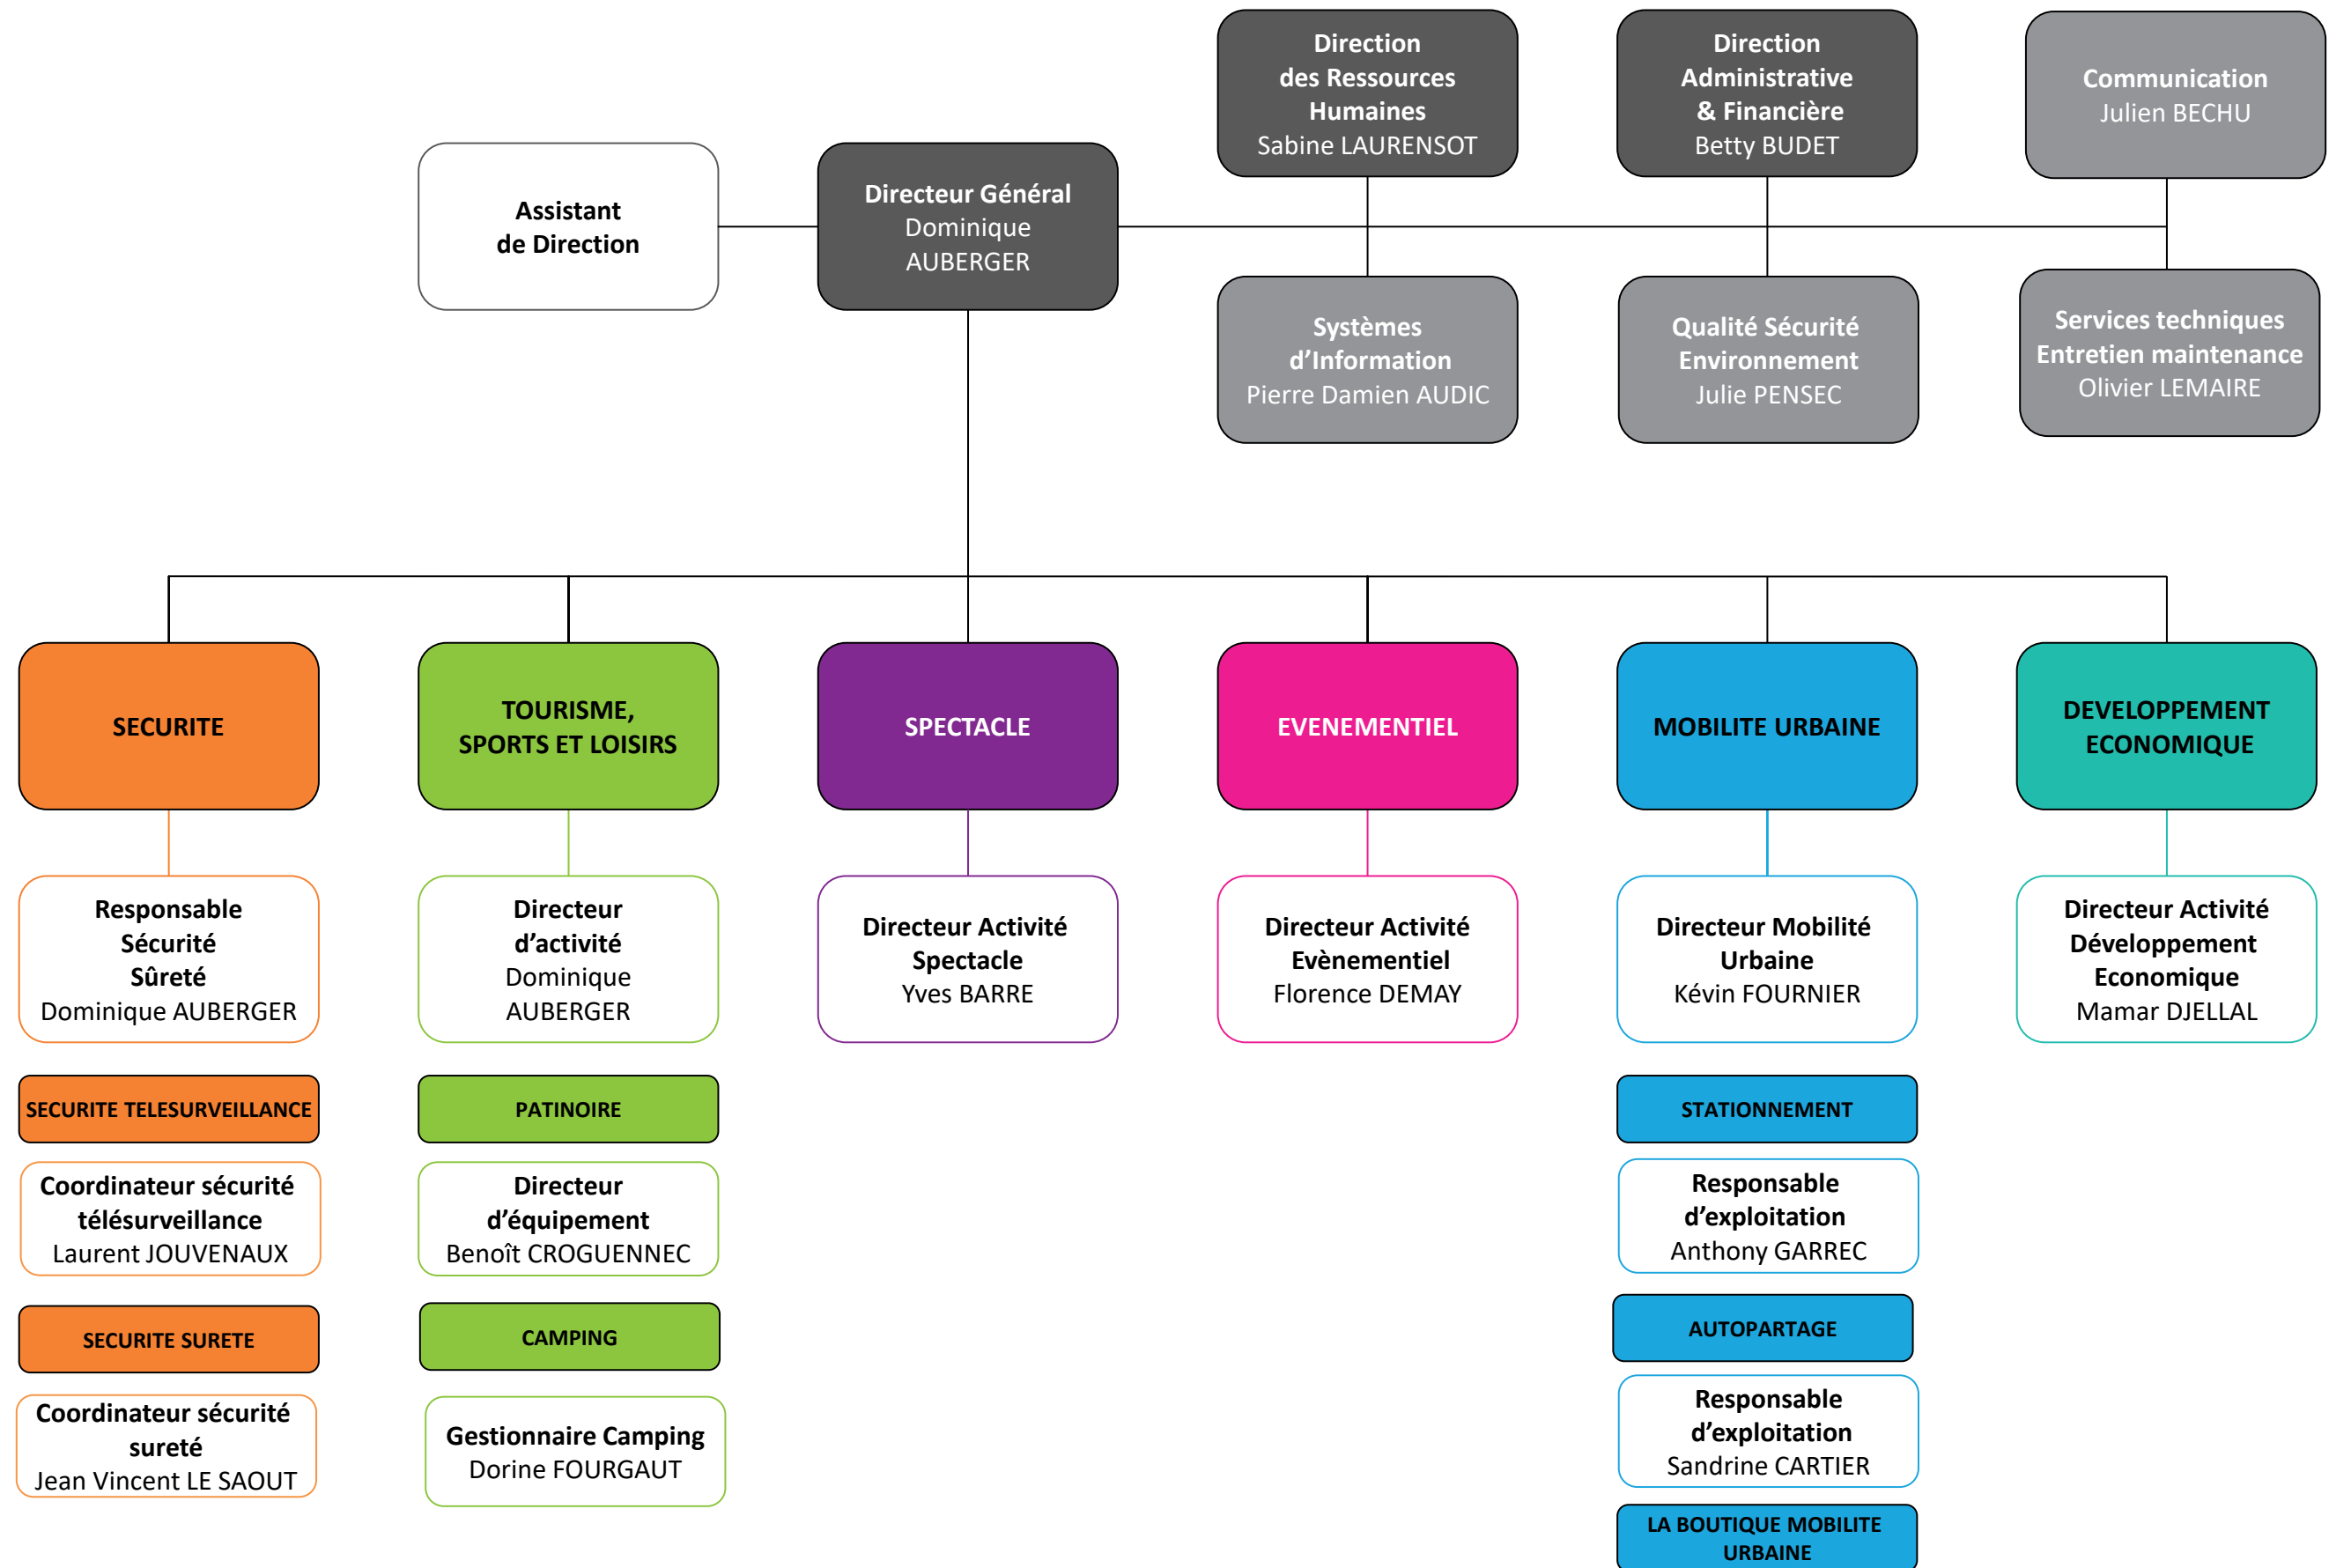 Direction
des Ressources
Humaines
Sabine LAURENSOT
Direction
Administrative
& Financière
Betty BUDET
Communication
Julien BECHU
Assistant
de Direction
Directeur Général
Dominique
AUBERGER
Systèmes
d’Information
Pierre Damien AUDIC
Qualité Sécurité
Environnement
Julie PENSEC
Services techniques
Entretien maintenance
Olivier LEMAIRE
SECURITE
TOURISME,
SPORTS ET LOISIRS
SPECTACLE
EVENEMENTIEL
MOBILITE URBAINE
DEVELOPPEMENT
ECONOMIQUE
Responsable
Sécurité
Sûreté
Dominique AUBERGER
Directeur
d’activité
Dominique
AUBERGER
Directeur Activité
Spectacle
Yves BARRE
Directeur Activité
Evènementiel
Florence DEMAY
Directeur Mobilité
Urbaine
Kévin FOURNIER
Directeur Activité
Développement
Economique
Mamar DJELLAL
SECURITE TELESURVEILLANCE
PATINOIRE
STATIONNEMENT
Coordinateur sécurité
télésurveillance
Laurent JOUVENAUX
Directeur
d’équipement
Benoît CROGUENNEC
Responsable
d’exploitation
Anthony GARREC
SECURITE SURETE
CAMPING
AUTOPARTAGE
Coordinateur sécurité
sureté
Jean Vincent LE SAOUT
Gestionnaire Camping
Dorine FOURGAUT
Responsable
d’exploitation
Sandrine CARTIER
LA BOUTIQUE MOBILITE
URBAINE